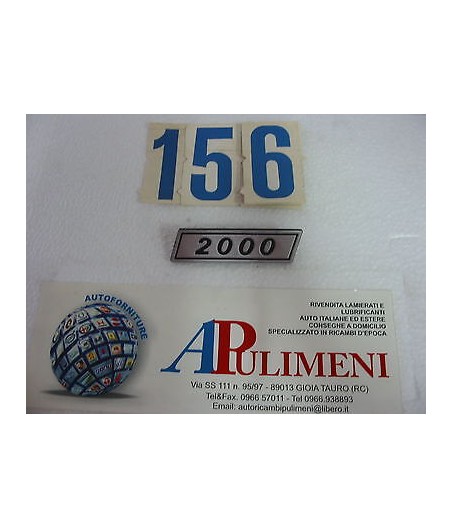 156
2000
AUTOFORNITURE
RIVENDITA LAMIERATI E
LUBRIFICANTI
AUTO ITALIANE ED ESTERE
CONSEGNE A DOMICILIO
SPECIALIZZATO IN RICAMBI D'EPOCA
APULIMENI
Via SS 111 n. 95/97 - 89013 GIOIA TAURO (RC)
Tel&Fax. 0966 57011 - Tel 0966.938893
Email: autoricambipulimeni@libero.it